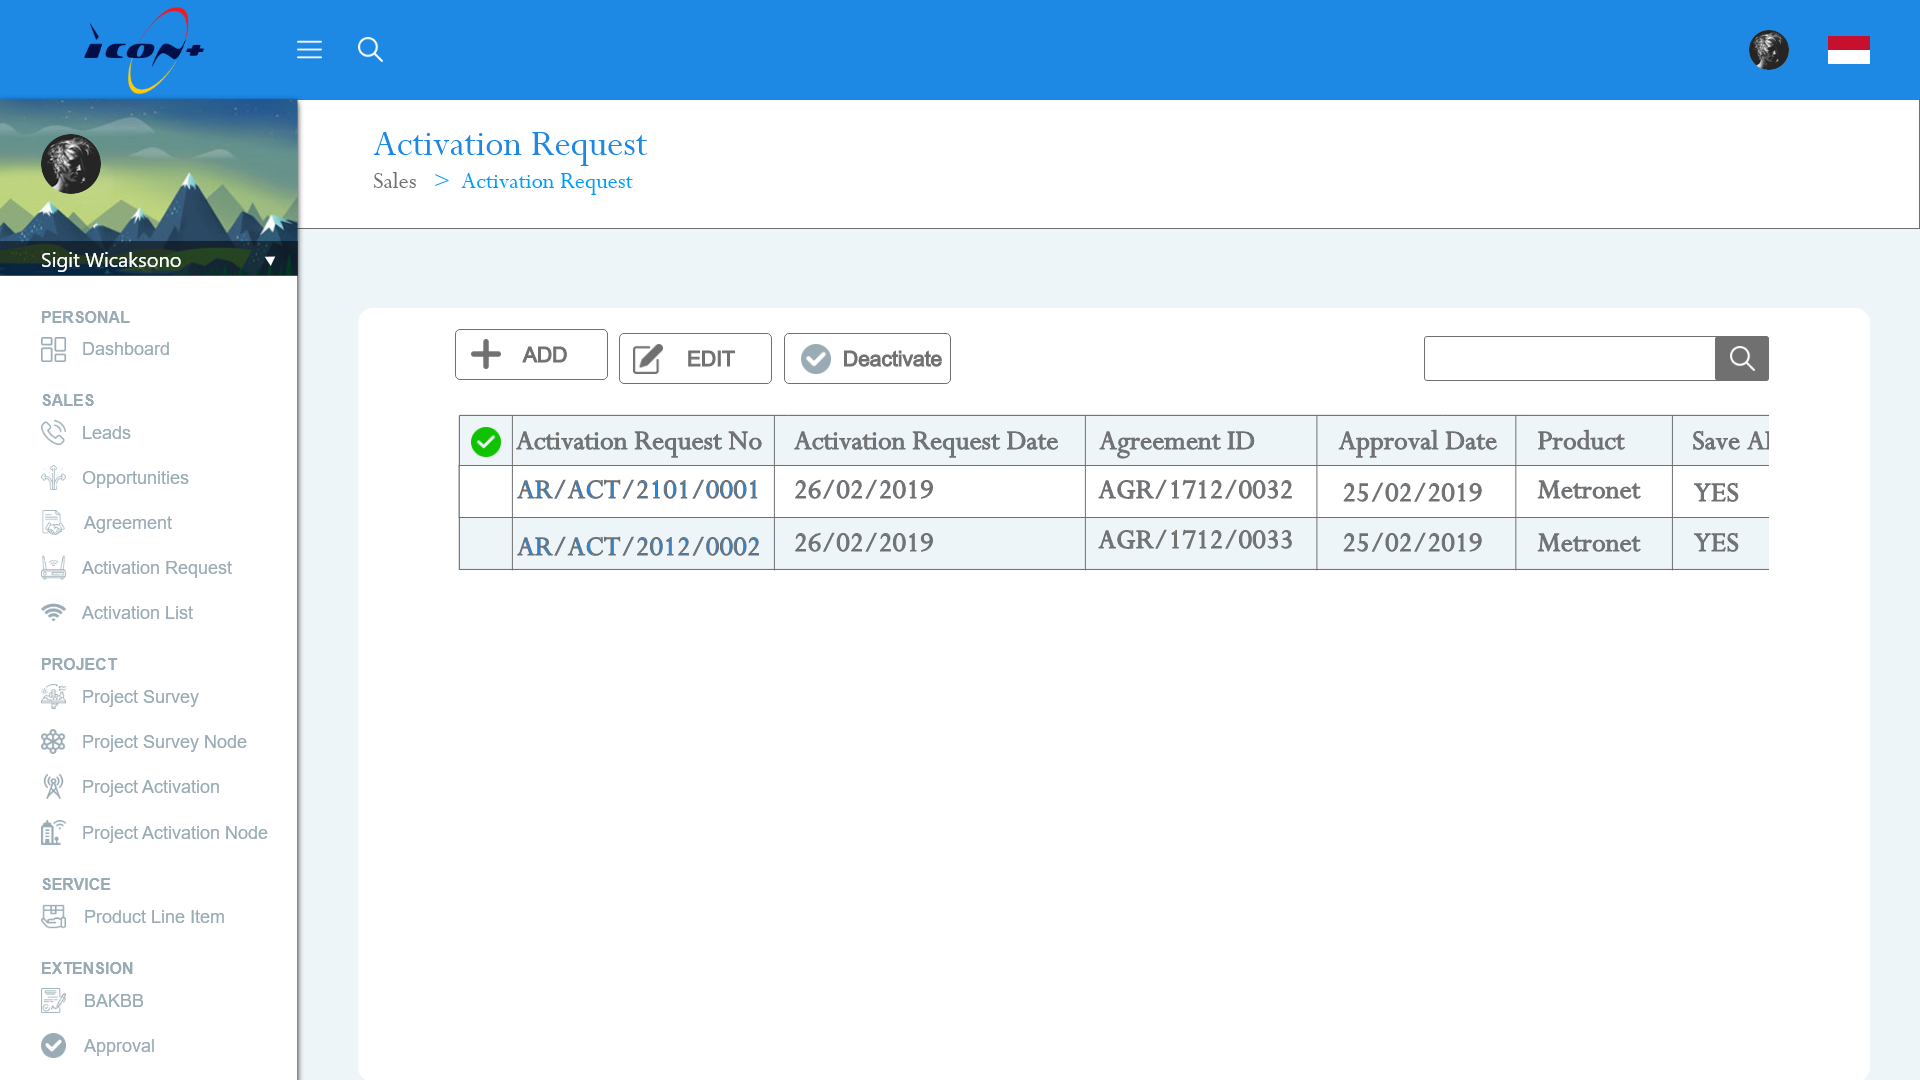 icon+
Activation Request
Sales > Activation Request
Sigit Wicaksono
PERSONAL
Dashboard
SALES
Leads
Opportunities
Agreement
Activation Request
Activation List
PROJECT
Project Survey
Project Survey Node
Project Activation
Project Activation Node
SERVICE
Product Line Item
EXTENSION
BAKBB
Approval
ADD EDIT Deactivate
Activation Request No Activation Request Date Agreement ID Approval Date Product Save
AR/ACT/2101/0001 26/02/2019 AGR/1712/0032 25/02/2019 Metronet YES
AR/ACT/2012/0002 26/02/2019 AGR/1712/0033 25/02/2019 Metronet YES